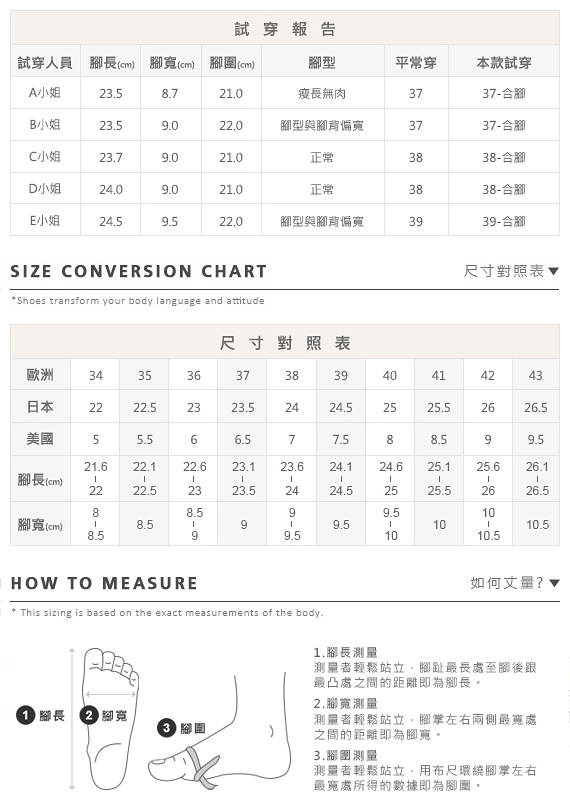 試穿報告
試穿人員 腳長(cm) 腳寬(cm) 腳圍(cm) 腳型 平常穿 本款試穿
A小姐 23.5 8.7 21.0 瘦長無肉 37 37-合腳
B小姐 23.5 9.0 22.0 腳型與腳背偏寬 37 37-合腳
C小姐 23.7 9.0 21.0 正常 38 38-合腳
D小姐 24.0 9.0 21.0 正常 38 38-合腳
E小姐 24.5 9.5 22.0 腳型與腳背偏寬 39 39-合腳
SIZE CONVERSION CHART 尺寸對照表▼
*Shoes transform your body language and attitude
尺寸對照表
歐洲 34 35 36 37 38 39 40 41 42 43
日本 22 22.5 23 23.5 24 24.5 25 25.5 26 26.5
美國 5 5.5 6 6.5 7 7.5 8 8.5 9 9.5
腳長(cm) 21.6-22 22.1-22.5 22.6-23 23.1-23.5 23.6-24 24.1-24.5 24.6-25 25.1-25.5 25.6-26 26.1-26.5
腳寬(cm) 8-8.5 8.5 8.5-9 9 9-9.5 9.5 9.5-10 10 10-10.5 10.5
HOW TO MEASURE 如何丈量?▼
* This sizing is based on the exact measurements of the body.
1 腳長
2 腳寬
3 腳圍
1.腳長測量
測量者輕鬆站立，腳趾最長處至腳後跟
最凸處之間的距離即為腳長。
2.腳寬測量
測量者輕鬆站立，腳掌左右兩側最寬處
之間的距離即為腳寬。
3.腳圍測量
測量者輕鬆站立，用布尺環繞腳掌左右
最寬處所得的數據即為腳圍。